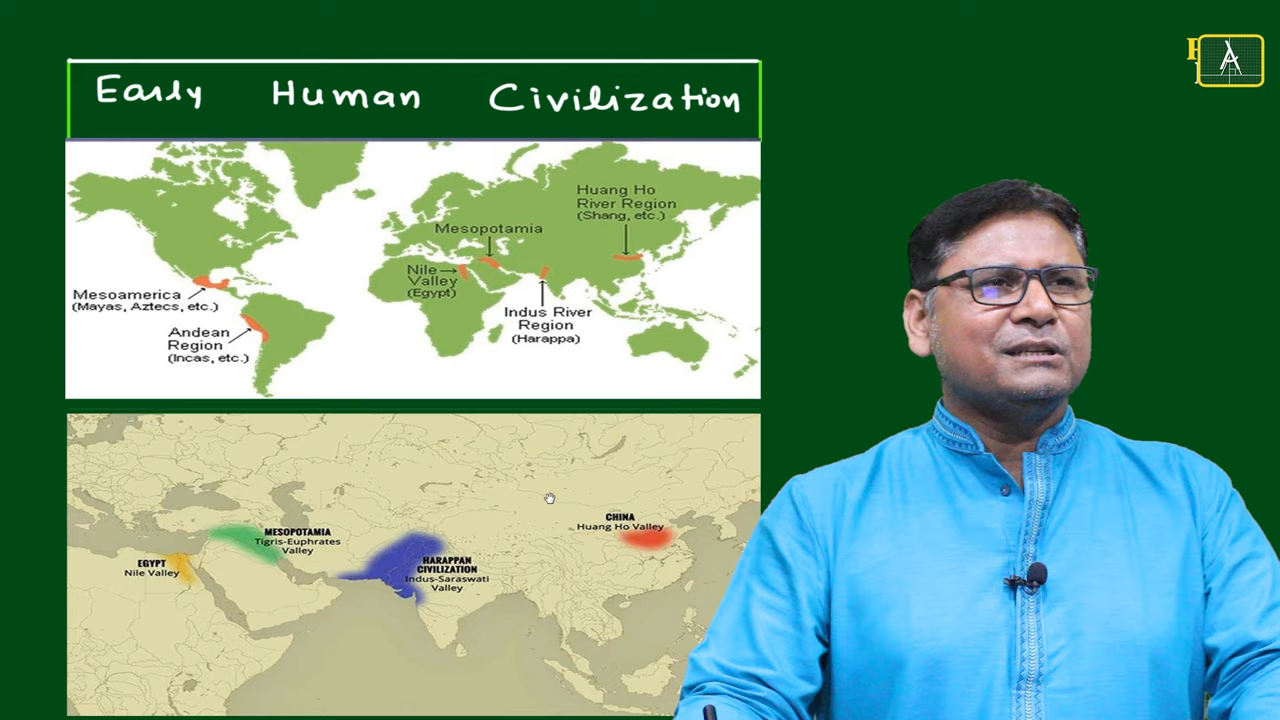 Early Human Civilization
Huang Ho
River Region
(Shang, etc.)
Mesopotamia
Nile
Valley
(Egypt)
Mesoamerica
(Mayas, Aztecs, etc.)
Indus River
Region
(Harappa)
Andean
Region
(Incas, etc.)
CHINA
Huang Ho Valley
MESOPOTAMIA
Tigris-Euphrates
Valley
EGYPT
Nile Valley
HARAPPAN
CIVILIZATION
Indus-Saraswati
Valley